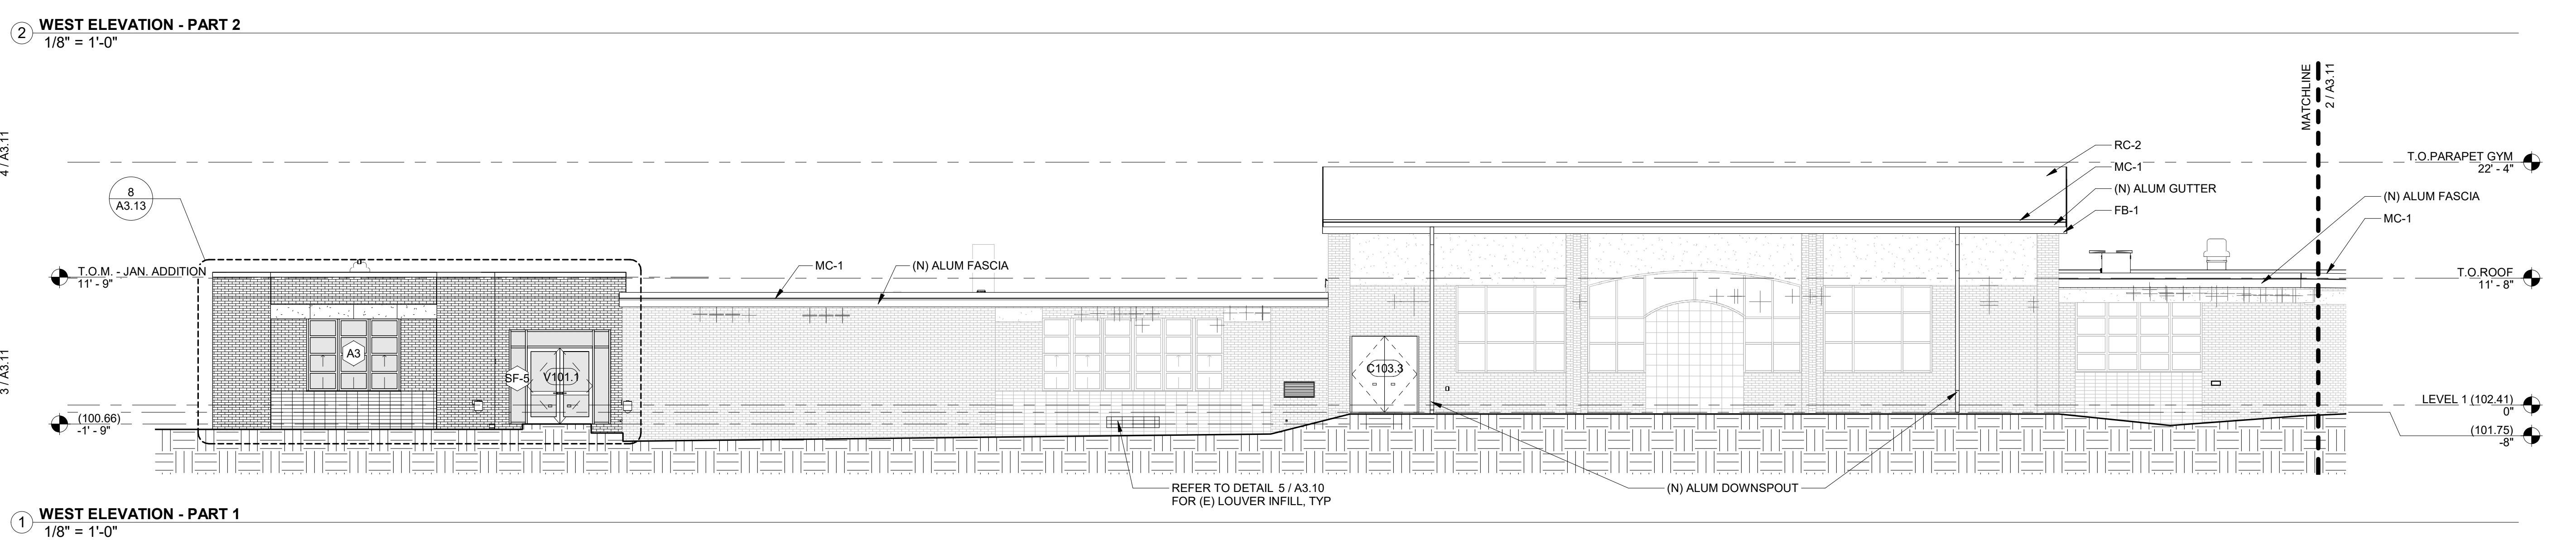 2
WEST ELEVATION - PART 2
1/8" = 1'-0"
4 / A3.11
3 / A3.11
8
A3.13
T.O.M. - JAN. ADDITION
11' - 9"
(100.66)
-1' - 9"
A3
SF-5
V101.1
MC-1
(N) ALUM FASCIA
REFER TO DETAIL 5 / A3.10
FOR (E) LOUVER INFILL, TYP
C103.3
(N) ALUM DOWNSPOUT
RC-2
MC-1
(N) ALUM GUTTER
FB-1
MATCHLINE
2 / A3.11
(N) ALUM FASCIA
MC-1
T.O.PARAPET GYM
22' - 4"
T.O.ROOF
11' - 8"
LEVEL 1 (102.41)
0"
(101.75)
-8"
1
WEST ELEVATION - PART 1
1/8" = 1'-0"